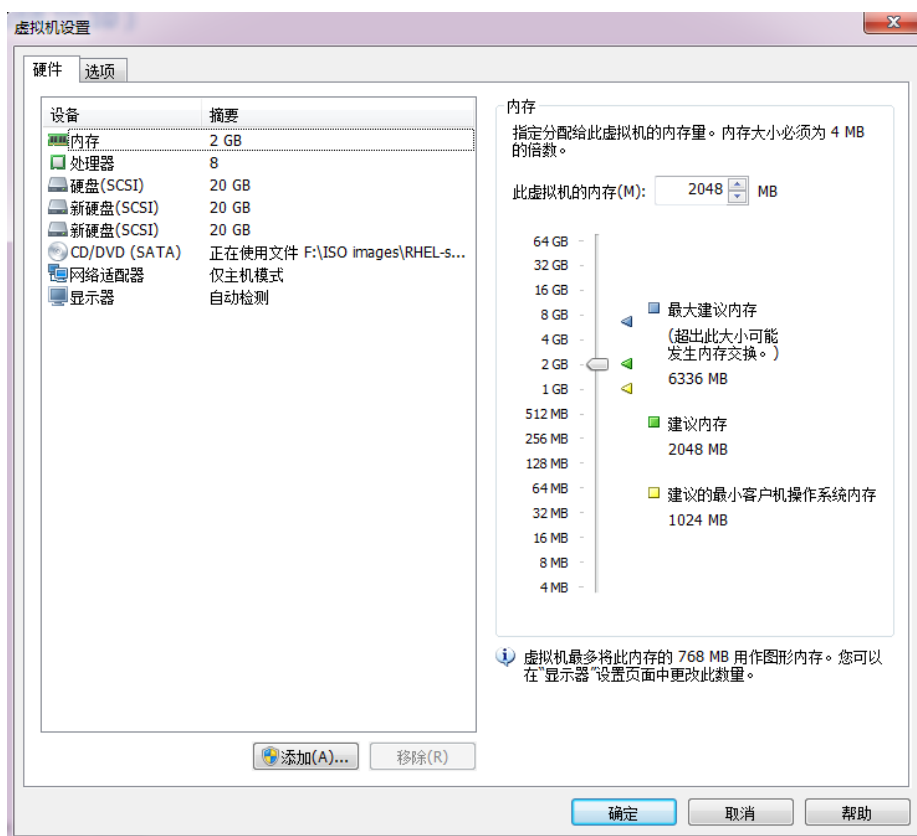 虚拟机设置
硬件 选项
设备 摘要
内存 2 GB
处理器 8
硬盘(SCSI) 20 GB
新硬盘(SCSI) 20 GB
新硬盘(SCSI) 20 GB
CD/DVD (SATA) 正在使用文件 F:\ISO images\RHEL-s...
网络适配器 仅主机模式
显示器 自动检测
添加(A)... 移除(R)
内存
指定分配给此虚拟机的内存量。内存大小必须为 4 MB
的倍数。
此虚拟机的内存(M): 2048 MB
64 GB
32 GB
16 GB
8 GB
4 GB
2 GB
1 GB
512 MB
256 MB
128 MB
64 MB
32 MB
16 MB
8 MB
4 MB
最大建议内存
(超出此大小可能
发生内存交换。)
6336 MB
建议内存
2048 MB
建议的最小客户机操作系统内存
1024 MB
虚拟机最多将此内存的 768 MB 用作图形内存。您可以
在“显示器”设置页面中更改此数量。
确定 取消 帮助